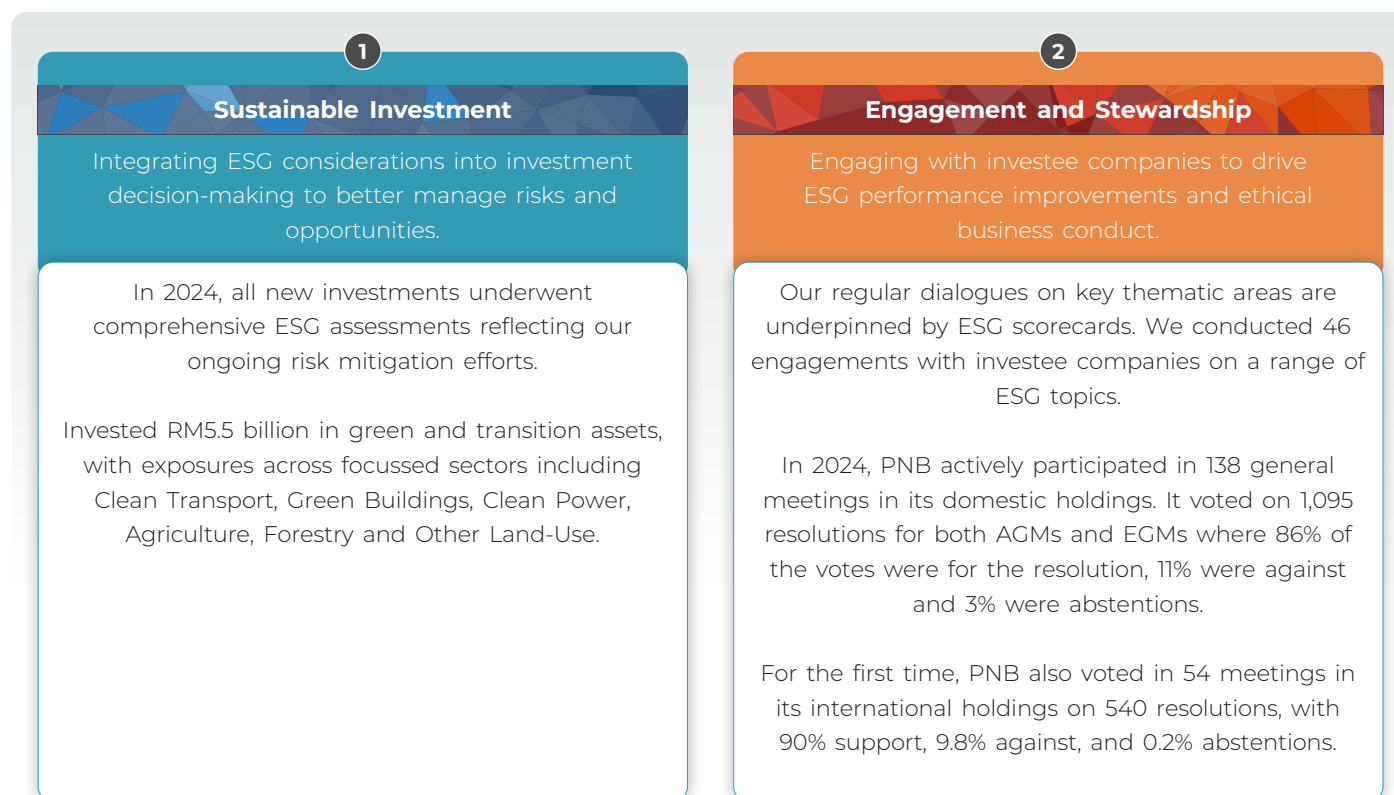 1
Sustainable Investment
Integrating ESG considerations into investment
decision-making to better manage risks and
opportunities.
In 2024, all new investments underwent
comprehensive ESG assessments reflecting our
ongoing risk mitigation efforts.
Invested RM5.5 billion in green and transition assets,
with exposures across focussed sectors including
Clean Transport, Green Buildings, Clean Power,
Agriculture, Forestry and Other Land-Use.
2
Engagement and Stewardship
Engaging with investee companies to drive
ESG performance improvements and ethical
business conduct.
Our regular dialogues on key thematic areas are
underpinned by ESG scorecards. We conducted 46
engagements with investee companies on a range of
ESG topics.
In 2024, PNB actively participated in 138 general
meetings in its domestic holdings. It voted on 1,095
resolutions for both AGMs and EGMs where 86% of
the votes were for the resolution, 11% were against
and 3% were abstentions.
For the first time, PNB also voted in 54 meetings in
its international holdings on 540 resolutions, with
90% support, 9.8% against, and 0.2% abstentions.